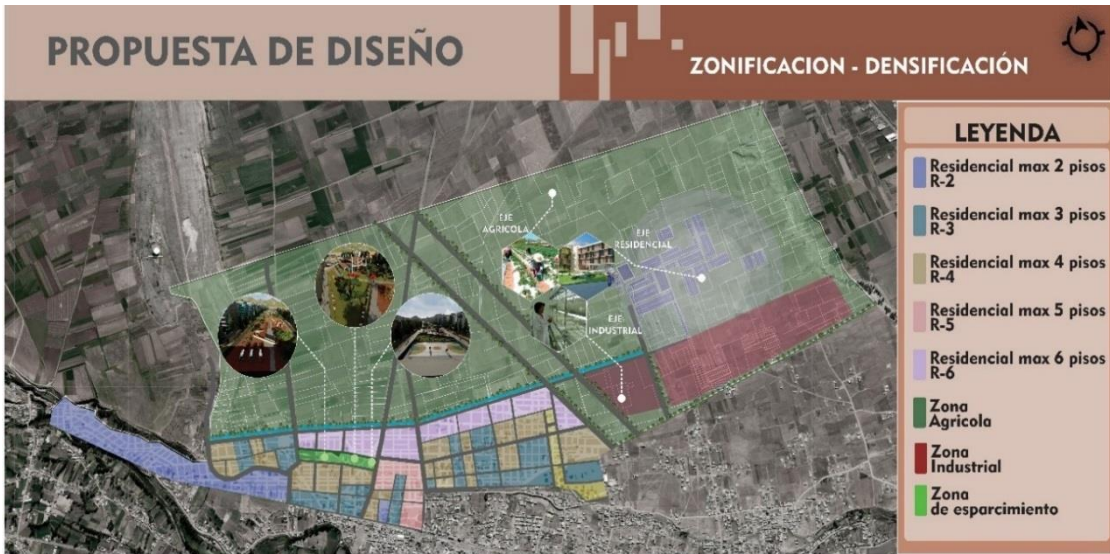 PROPUESTA DE DISEÑO
ZONIFICACION - DENSIFICACIÓN
EJE
AGRICOLA
EJE
RESIDENCIAL
EJE
INDUSTRIAL
LEYENDA
Residencial max 2 pisos
R-2
Residencial max 3 pisos
R-3
Residencial max 4 pisos
R-4
Residencial max 5 pisos
R-5
Residencial max 6 pisos
R-6
Zona
Agricola
Zona
Industrial
Zona
de esparcimiento